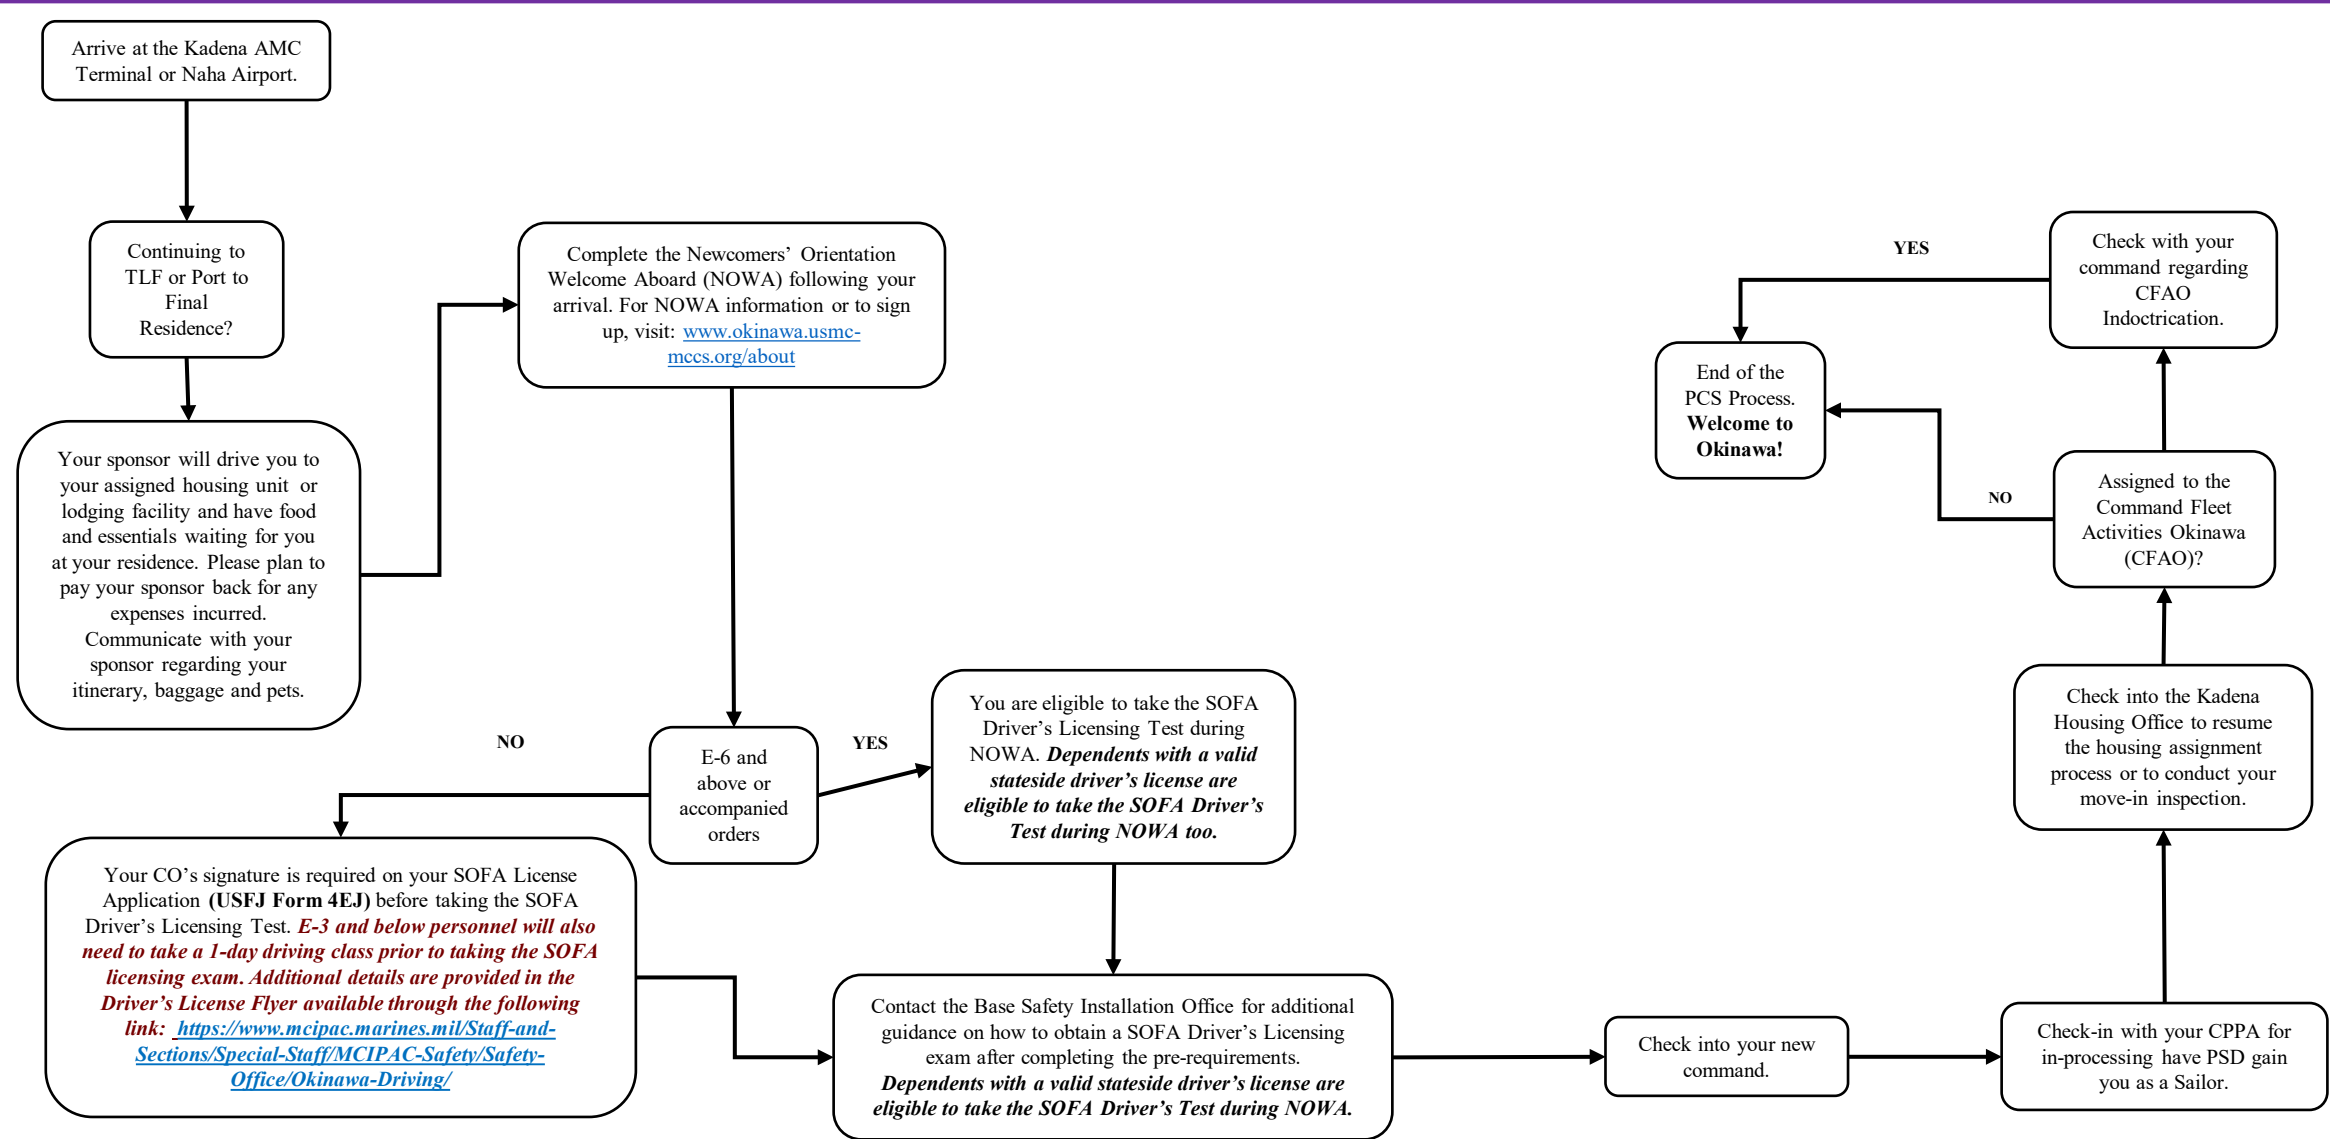 Arrive at the Kadena AMC
Terminal or Naha Airport.
Continuing to
TLF or Port to
Final
Residence?
Your sponsor will drive you to
your assigned housing unit or
lodging facility and have food
and essentials waiting for you
at your residence. Please plan to
pay your sponsor back for any
expenses incurred.
Communicate with your
sponsor regarding your
itinerary, baggage and pets.
Complete the Newcomers’ Orientation
Welcome Aboard (NOWA) following your
arrival. For NOWA information or to sign
up, visit: www.okinawa.usmc-
mccs.org/about
E-6 and
above or
accompanied
orders
NO
YES
Your CO’s signature is required on your SOFA License
Application (USFJ Form 4EJ) before taking the SOFA
Driver’s Licensing Test. E-3 and below personnel will also
need to take a 1-day driving class prior to taking the SOFA
licensing exam. Additional details are provided in the
Driver’s License Flyer available through the following
link: https://www.mcipac.marines.mil/Staff-and-
Sections/Special-Staff/MCIPAC-Safety/Safety-
Office/Okinawa-Driving/
You are eligible to take the SOFA
Driver’s Licensing Test during
NOWA. Dependents with a valid
stateside driver’s license are
eligible to take the SOFA Driver’s
Test during NOWA too.
Contact the Base Safety Installation Office for additional
guidance on how to obtain a SOFA Driver’s Licensing
exam after completing the pre-requirements.
Dependents with a valid stateside driver’s license are
eligible to take the SOFA Driver’s Test during NOWA.
Check into your new
command.
Check-in with your CPPA for
in-processing have PSD gain
you as a Sailor.
Check into the Kadena
Housing Office to resume
the housing assignment
process or to conduct your
move-in inspection.
Assigned to the
Command Fleet
Activities Okinawa
(CFAO)?
NO
Check with your
command regarding
CFAO
Indoctrication.
YES
End of the
PCS Process.
Welcome to
Okinawa!